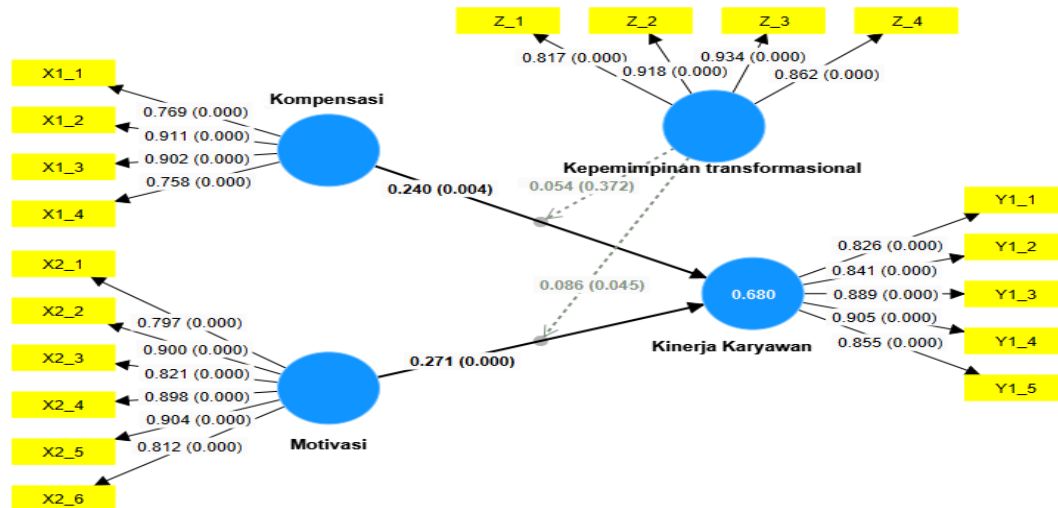 Z_1
Z_2
Z_3
Z_4
0.817 (0.000)
0.918 (0.000)
0.934 (0.000)
0.862 (0.000)
Kepemimpinan transformasional
X1_1
X1_2
X1_3
X1_4
0.769 (0.000)
0.911 (0.000)
0.902 (0.000)
0.758 (0.000)
Kompensasi
0.240 (0.004)
0.054 (0.372)
0.086 (0.045)
X2_1
X2_2
X2_3
X2_4
X2_5
X2_6
0.797 (0.000)
0.900 (0.000)
0.821 (0.000)
0.898 (0.000)
0.904 (0.000)
0.812 (0.000)
Motivasi
0.271 (0.000)
0.680
Kinerja Karyawan
0.826 (0.000)
0.841 (0.000)
0.889 (0.000)
0.905 (0.000)
0.855 (0.000)
Y1_1
Y1_2
Y1_3
Y1_4
Y1_5